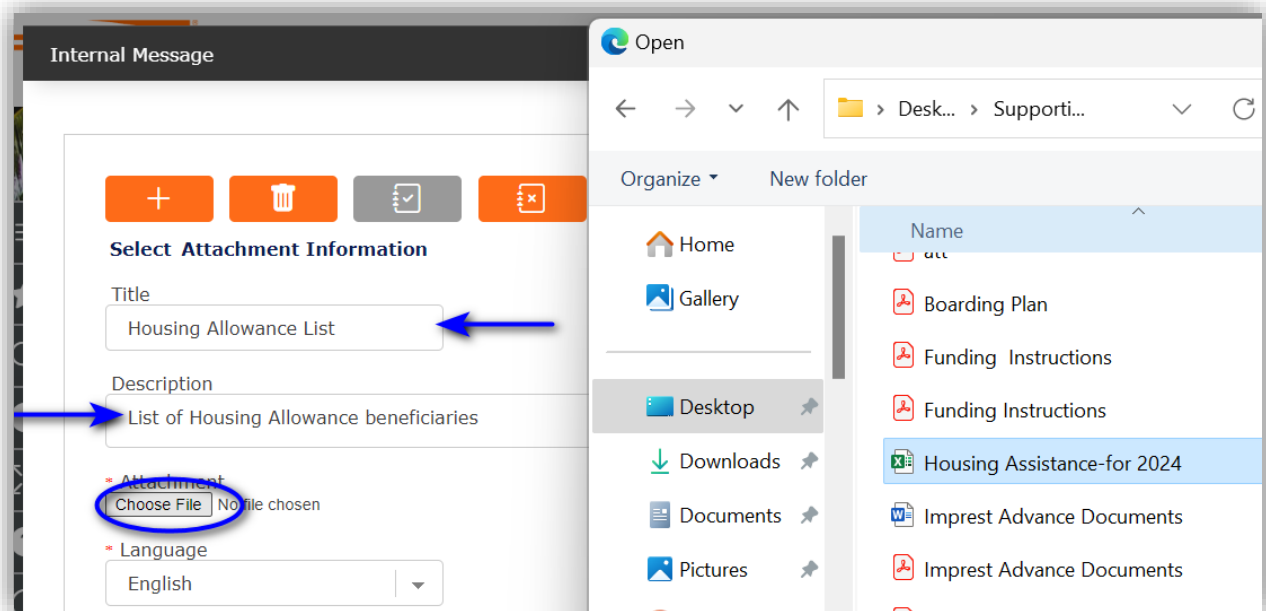 Internal Message
Select Attachment Information
Title
Housing Allowance List
Description
List of Housing Allowance beneficiaries
* Attachment
Choose File No file chosen
* Language
English
Open
Desk... > Supporti...
Organize
New folder
Home
Gallery
Desktop
Downloads
Documents
Pictures
Name
att
Boarding Plan
Funding Instructions
Funding Instructions
Housing Assistance-for 2024
Imprest Advance Documents
Imprest Advance Documents